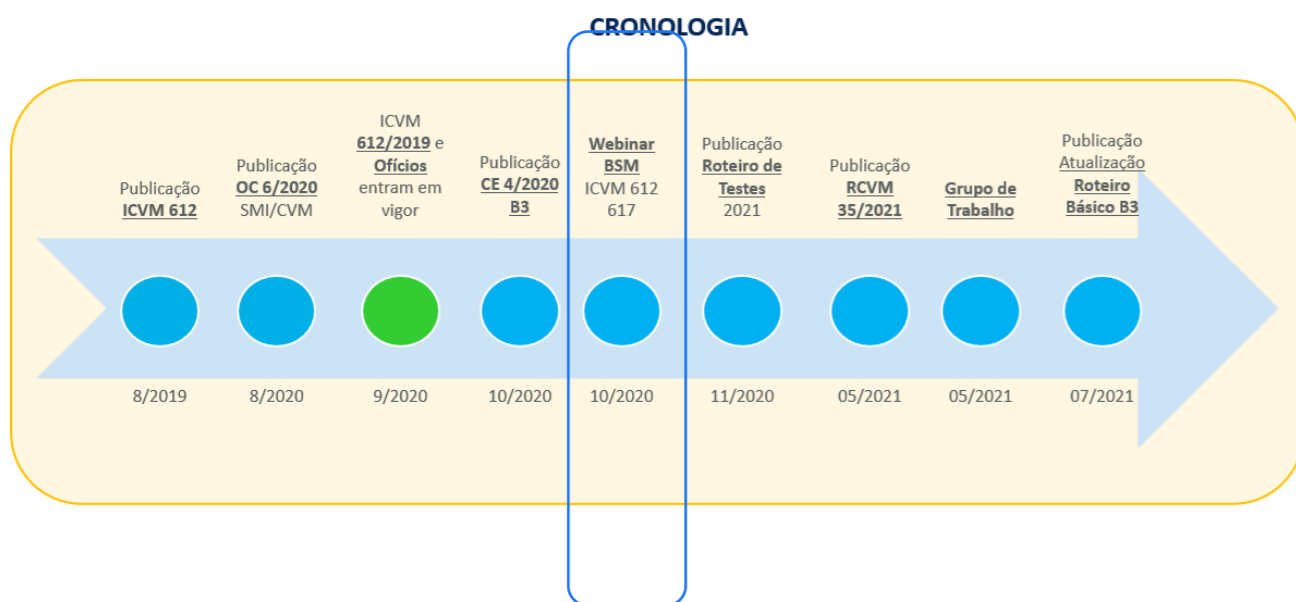 CRONOLOGIA
Publicação
ICVM 612
Publicação
OC 6/2020
SMI/CVM
ICVM
612/2019 e
Ofícios
entram em
vigor
Publicação
CE 4/2020
B3
Webinar
BSM
ICVM 612
617
Publicação
Roteiro de
Testes
2021
Publicação
RCVM
35/2021
Grupo de
Trabalho
Publicação
Atualização
Roteiro
Básico B3
8/2019
8/2020
9/2020
10/2020
10/2020
11/2020
05/2021
05/2021
07/2021